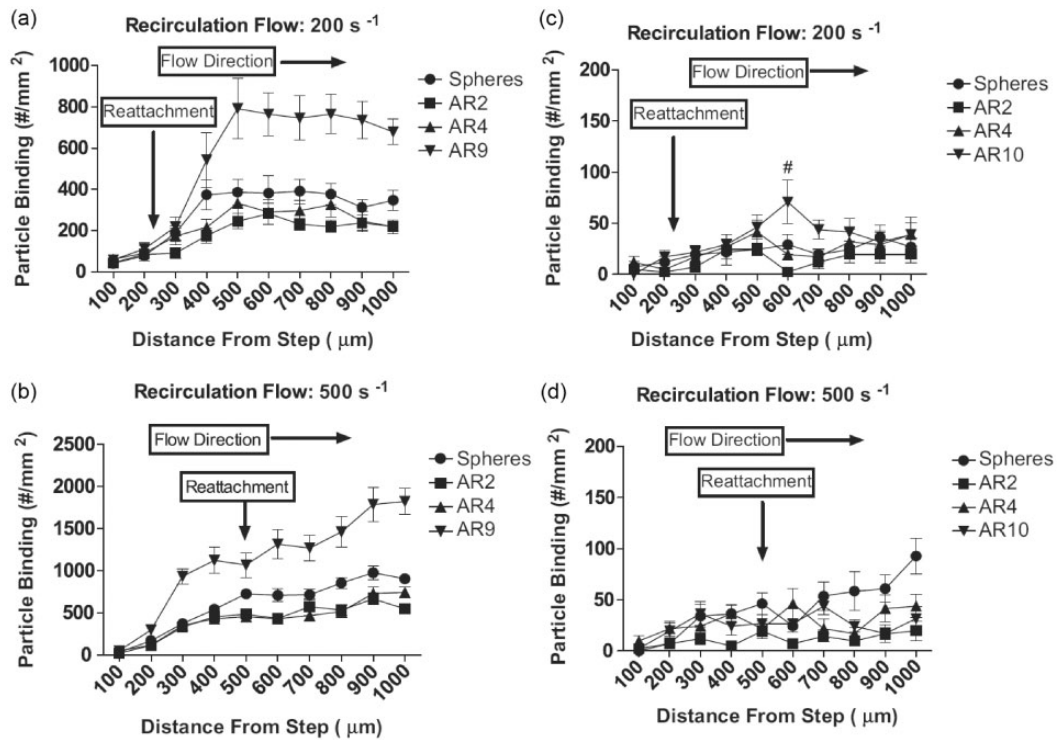 (a)
Recirculation Flow: 200 s -1
Flow Direction
Reattachment
Spheres
AR2
AR4
AR9
Particle Binding (#/mm 2)
1000
800
600
400
200
0
100 200 300 400 500 600 700 800 900 1000
Distance From Step ( μm)
(c)
Recirculation Flow: 200 s -1
Flow Direction
Reattachment
#
Spheres
AR2
AR4
AR10
Particle Binding (#/mm 2)
200
150
100
50
0
100 200 300 400 500 600 700 800 900 1000
Distance From Step ( μm)
(b)
Recirculation Flow: 500 s -1
Flow Direction
Reattachment
Spheres
AR2
AR4
AR9
Particle Binding (#/mm 2)
2500
2000
1500
1000
500
0
100 200 300 400 500 600 700 800 900 1000
Distance From Step ( μm)
(d)
Recirculation Flow: 500 s -1
Flow Direction
Reattachment
Spheres
AR2
AR4
AR10
Particle Binding (#/mm 2)
200
150
100
50
0
100 200 300 400 500 600 700 800 900 1000
Distance From Step ( μm)